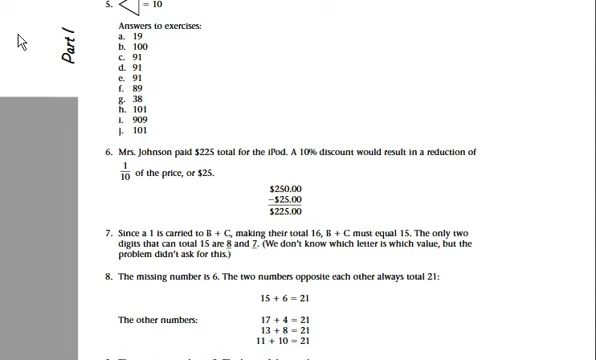 Part I
5. = 10
Answers to exercises:
a. 19
b. 100
c. 91
d. 91
e. 91
f. 89
g. 38
h. 101
i. 909
j. 101
6. Mrs. Johnson paid $225 total for the iPod. A 10% discount would result in a reduction of
1/10 of the price, or $25.
$250.00
–$25.00
$225.00
7. Since a 1 is carried to B + C, making their total 16, B + C must equal 15. The only two
digits that can total 15 are 8 and 7. (We don't know which letter is which value, but the
problem didn't ask for this.)
8. The missing number is 6. The two numbers opposite each other always total 21:
15 + 6 = 21
The other numbers: 17 + 4 = 21
13 + 8 = 21
11 + 10 = 21